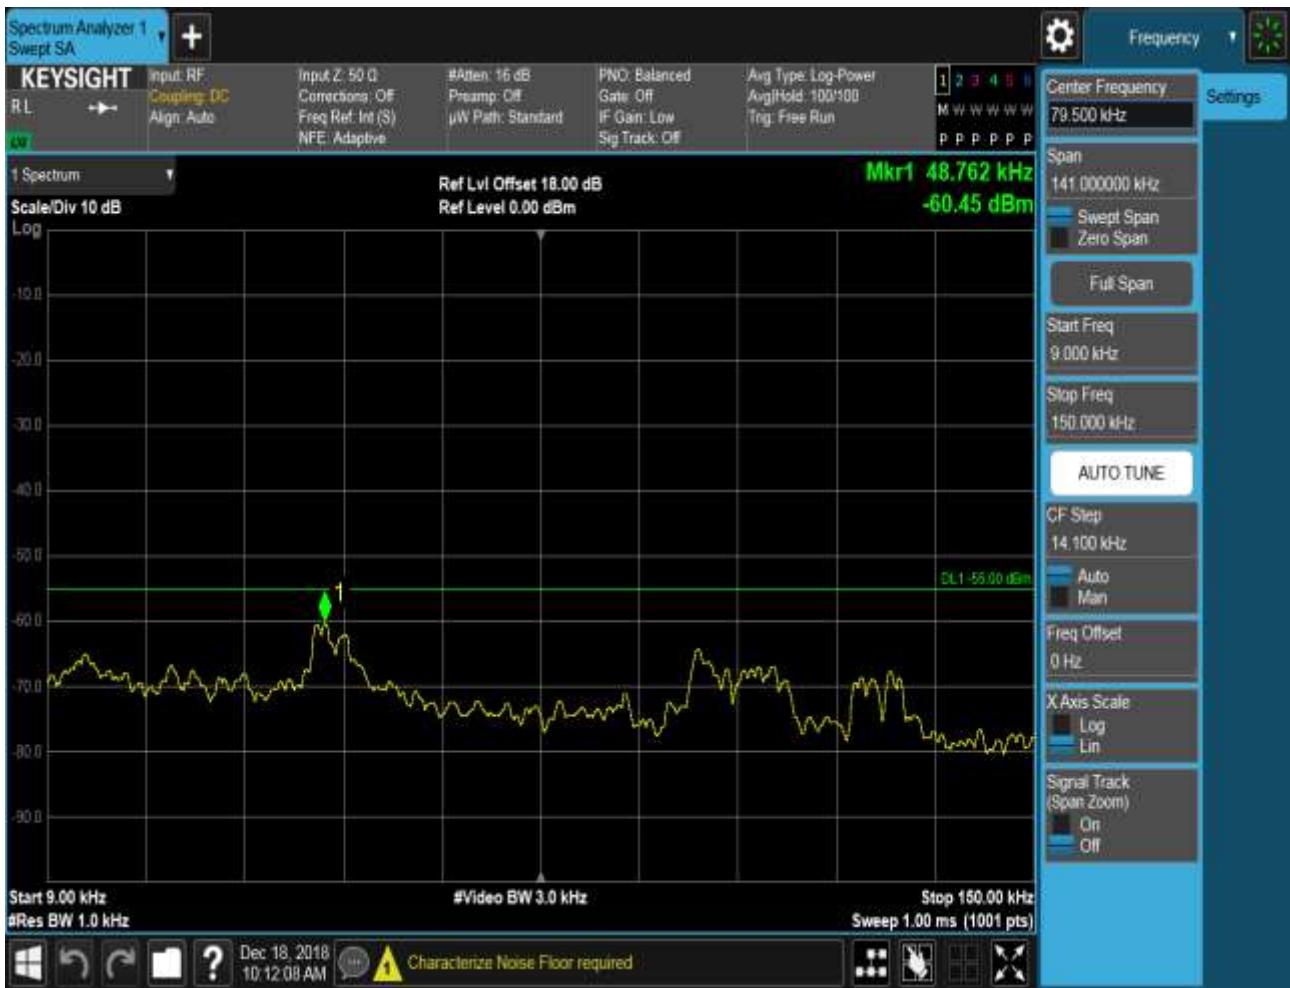 Spectrum Analyzer 1
Swept SA
+
Frequency
KEYSIGHT
R L
Input: RF
Coupling: DC
Align: Auto
Input Z: 50 Ω
Corrections: Off
Freq Ref: Int (S)
NFE: Adaptive
#Atten: 16 dB
Preamp: Off
µW Path: Standard
PNO: Balanced
Gate: Off
IF Gain: Low
Sig Track: Off
Avg Type: Log-Power
Avg|Hold: 100/100
Trig: Free Run
1 2 3 4 5 6
M W W W W W
P P P P P P
1 Spectrum
Scale/Div 10 dB
Log
Ref Lvl Offset 18.00 dB
Ref Level 0.00 dBm
Mkr1 48.762 kHz
-60.45 dBm
-10.0
-20.0
-30.0
-40.0
-50.0
-60.0
-70.0
-80.0
-90.0
1
DL1 -55.00 dBm
Start 9.00 kHz
#Res BW 1.0 kHz
#Video BW 3.0 kHz
Stop 150.00 kHz
Sweep 1.00 ms (1001 pts)
Center Frequency
79.500 kHz
Settings
Span
141.000000 kHz
Swept Span
Zero Span
Full Span
Start Freq
9.000 kHz
Stop Freq
150.000 kHz
AUTO TUNE
CF Step
14.100 kHz
Auto
Man
Freq Offset
0 Hz
X Axis Scale
Log
Lin
Signal Track
(Span Zoom)
On
Off
?
Dec 18, 2018
10:12:08 AM
1
Characterize Noise Floor required